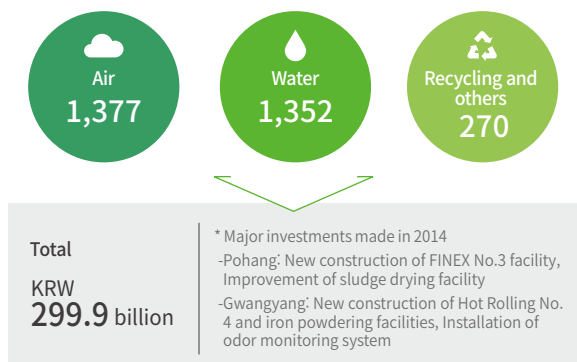 Air
1,377
Water
1,352
Recycling and
others
270
Total
KRW
299.9 billion
* Major investments made in 2014
-Pohang: New construction of FINEX No.3 facility,
Improvement of sludge drying facility
-Gwangyang: New construction of Hot Rolling No.
4 and iron powdering facilities, Installation of
odor monitoring system